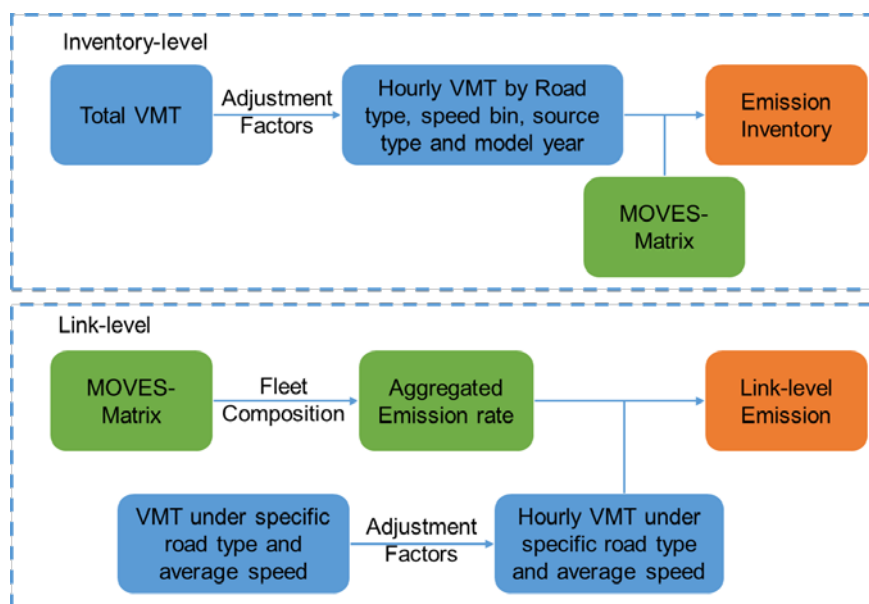 Inventory-level
Total VMT
Adjustment
Factors
Hourly VMT by Road
type, speed bin, source
type and model year
Emission
Inventory
MOVES-
Matrix
Link-level
MOVES-
Matrix
Fleet
Composition
Aggregated
Emission rate
Link-level
Emission
VMT under specific
road type and
average speed
Adjustment
Factors
Hourly VMT under
specific road type
and average speed